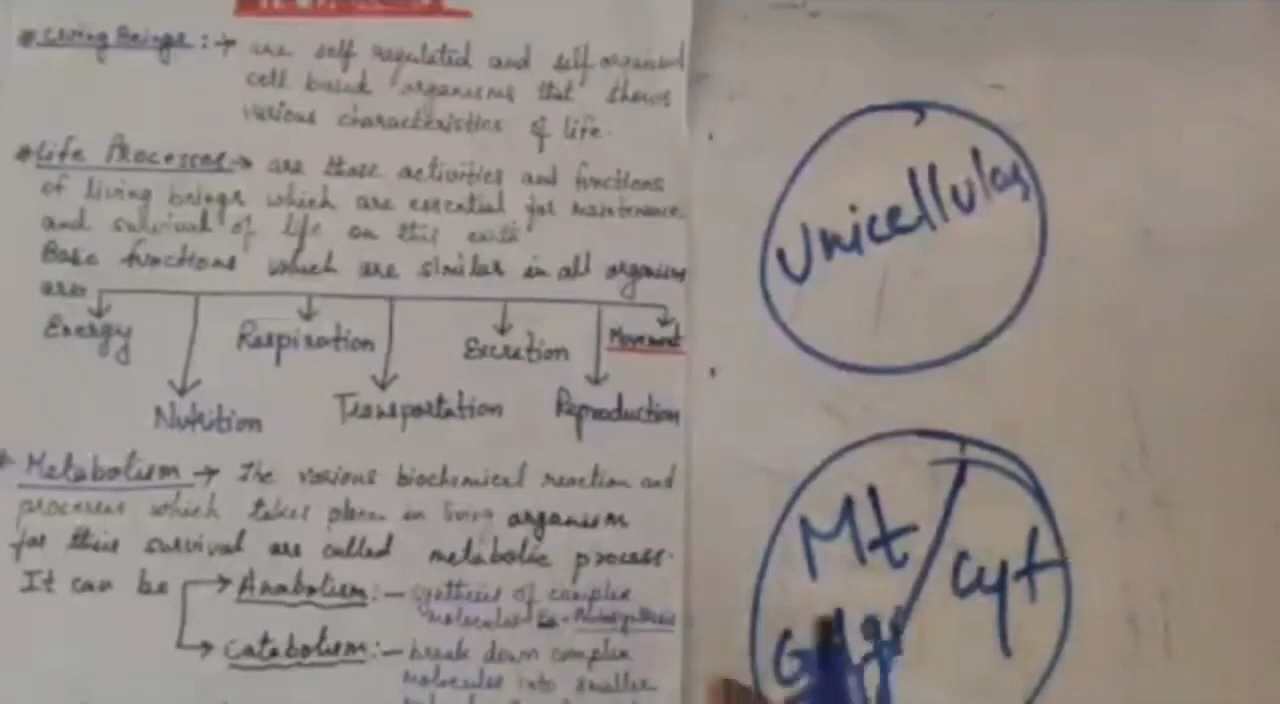 * Living Beings :→ are self regulated and self organised
cell based organisms that shows
various characteristics of life.
* Life Processes → are those activities and functions
of living beings which are essential for maintenance
and survival of life on this earth
Basic functions which are similar in all organism
are
Energy Respiration Excretion Movement
Nutrition Transportation Reproduction
* Metabolism → The various biochemical reaction and
processes which takes place in living organism
for their survival are called metabolic process.
It can be → Anabolism :- synthesis of complex
molecules Ex - Photosynthesis
→ Catabolism :- break down complex
molecules into smaller
Unicellular
Mt Cyt